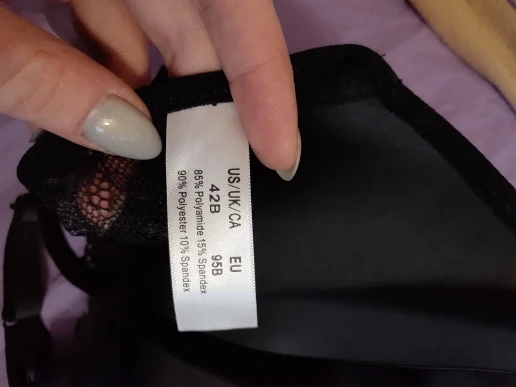 US/UK/CA EU
42B 95B
85% Polyamide 15% Spandex
90% Polyester 10% Spandex